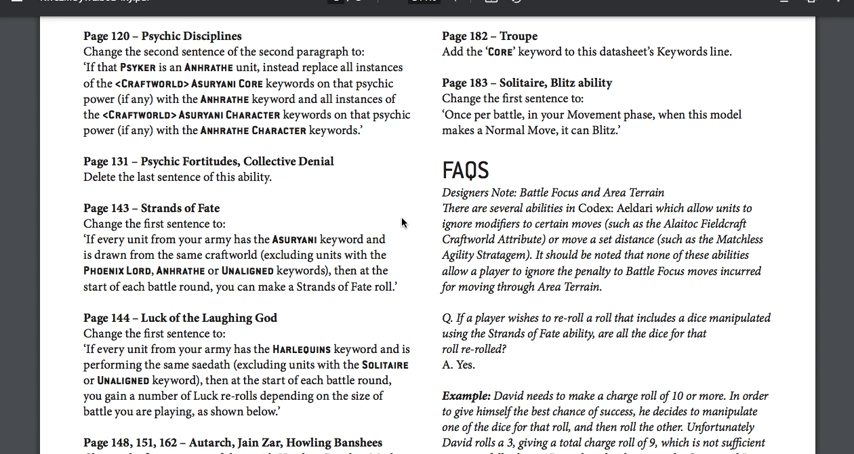 Page 120 – Psychic Disciplines
Change the second sentence of the second paragraph to:
‘If that PSYKER is an ANHRATHE unit, instead replace all instances
of the <CRAFTWORLD> ASURYANI CORE keywords on that psychic
power (if any) with the ANHRATHE keyword and all instances of
the <CRAFTWORLD> ASURYANI CHARACTER keywords on that psychic
power (if any) with the ANHRATHE CHARACTER keywords.’
Page 131 – Psychic Fortitudes, Collective Denial
Delete the last sentence of this ability.
Page 143 – Strands of Fate
Change the first sentence to:
‘If every unit from your army has the ASURYANI keyword and
is drawn from the same craftworld (excluding units with the
PHOENIX LORD, ANHRATHE or UNALIGNED keywords), then at the
start of each battle round, you can make a Strands of Fate roll.’
Page 144 – Luck of the Laughing God
Change the first sentence to:
‘If every unit from your army has the HARLEQUINS keyword and is
performing the same saedath (excluding units with the SOLITAIRE
or UNALIGNED keyword), then at the start of each battle round,
you gain a number of Luck re-rolls depending on the size of
battle you are playing, as shown below.’
Page 148, 151, 162 – Autarch, Jain Zar, Howling Banshees
Page 182 – Troupe
Add the ‘CORE’ keyword to this datasheet’s Keywords line.
Page 183 – Solitaire, Blitz ability
Change the first sentence to:
‘Once per battle, in your Movement phase, when this model
makes a Normal Move, it can Blitz.’
FAQS
Designers Note: Battle Focus and Area Terrain
There are several abilities in Codex: Aeldari which allow units to
ignore modifiers to certain moves (such as the Alaitoc Fieldcraft
Craftworld Attribute) or move a set distance (such as the Matchless
Agility Stratagem). It should be noted that none of these abilities
allow a player to ignore the penalty to Battle Focus moves incurred
for moving through Area Terrain.
Q. If a player wishes to re-roll a roll that includes a dice manipulated
using the Strands of Fate ability, are all the dice for that
roll re-rolled?
A. Yes.
Example: David needs to make a charge roll of 10 or more. In order
to give himself the best chance of success, he decides to manipulate
one of the dice for that roll, and then roll the other. Unfortunately
David rolls a 3, giving a total charge roll of 9, which is not sufficient